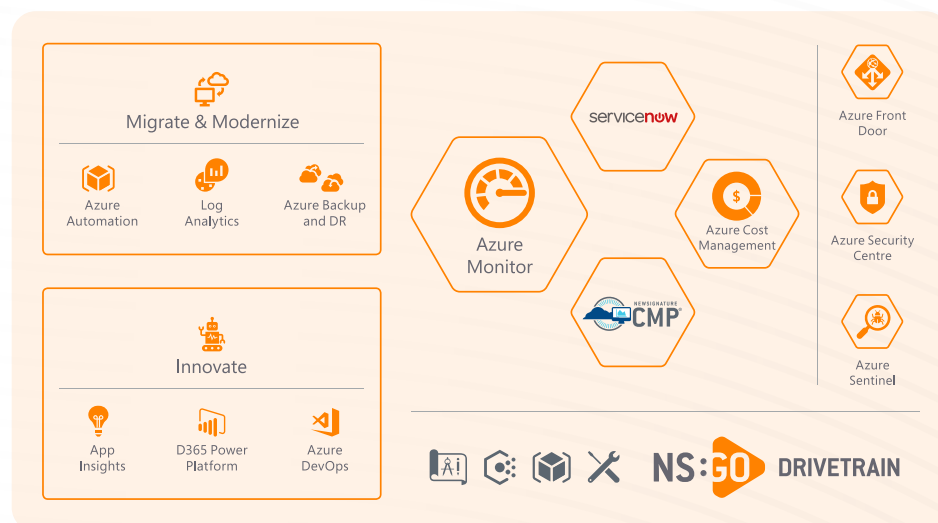 Migrate & Modernize
Azure
Automation
Log
Analytics
Azure Backup
and DR
Innovate
App
Insights
D365 Power
Platform
Azure
DevOps
servicenow
Azure
Monitor
$
Azure Cost
Management
NEWSIGNATURE
CMP®
Azure Front
Door
Azure Security
Centre
Azure
Sentinel
NS:GO DRIVETRAIN